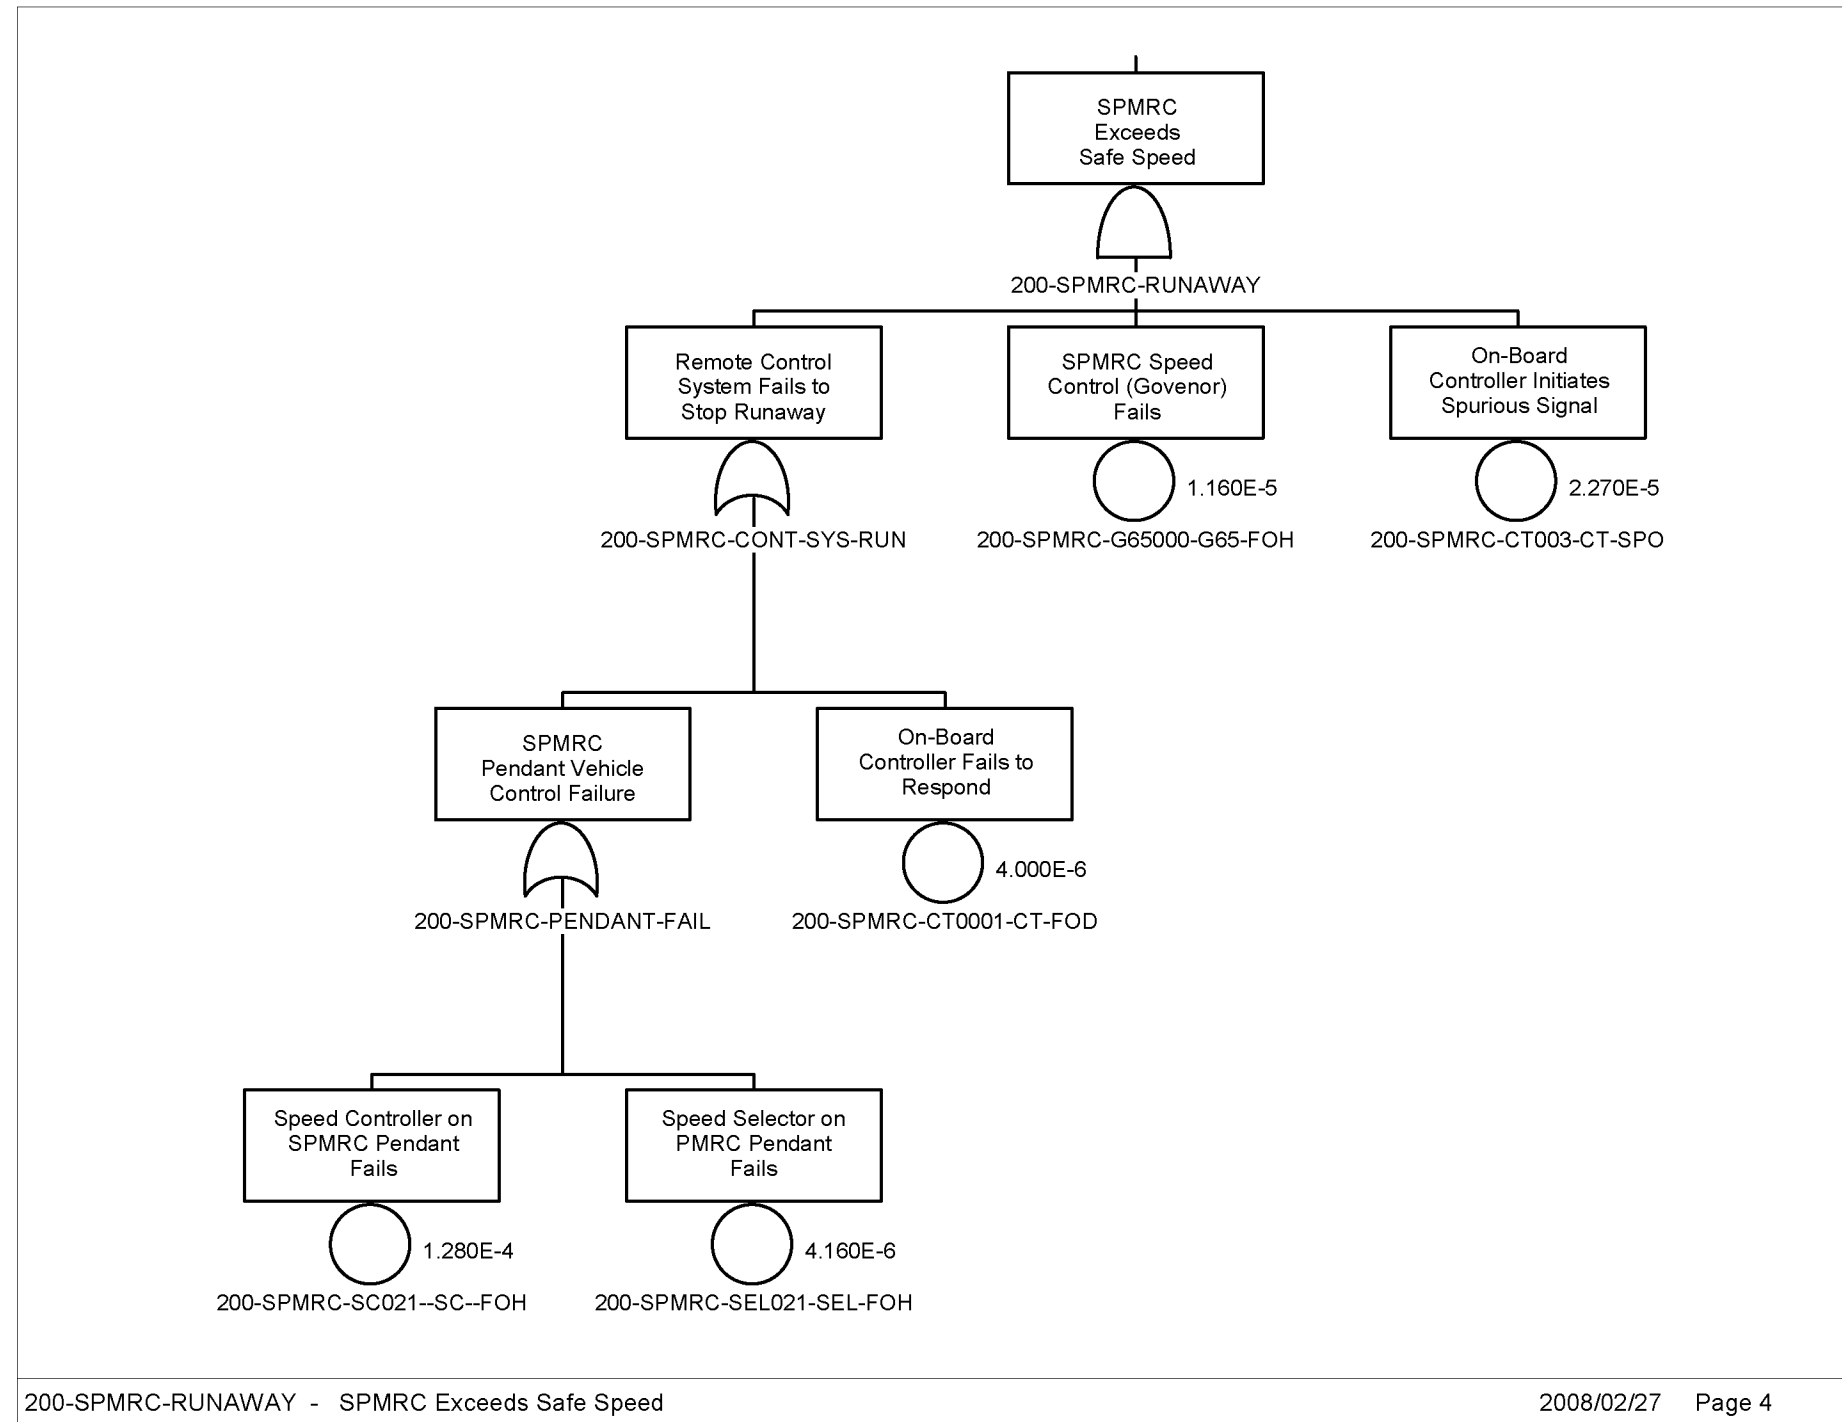 SPMRC
Exceeds
Safe Speed
200-SPMRC-RUNAWAY
Remote Control
System Fails to
Stop Runaway
200-SPMRC-CONT-SYS-RUN
SPMRC Speed
Control (Govenor)
Fails
1.160E-5
200-SPMRC-G65000-G65-FOH
On-Board
Controller Initiates
Spurious Signal
2.270E-5
200-SPMRC-CT003-CT-SPO
SPMRC
Pendant Vehicle
Control Failure
200-SPMRC-PENDANT-FAIL
On-Board
Controller Fails to
Respond
4.000E-6
200-SPMRC-CT0001-CT-FOD
Speed Controller on
SPMRC Pendant
Fails
1.280E-4
200-SPMRC-SC021--SC--FOH
Speed Selector on
PMRC Pendant
Fails
4.160E-6
200-SPMRC-SEL021-SEL-FOH
200-SPMRC-RUNAWAY - SPMRC Exceeds Safe Speed
2008/02/27 Page 4